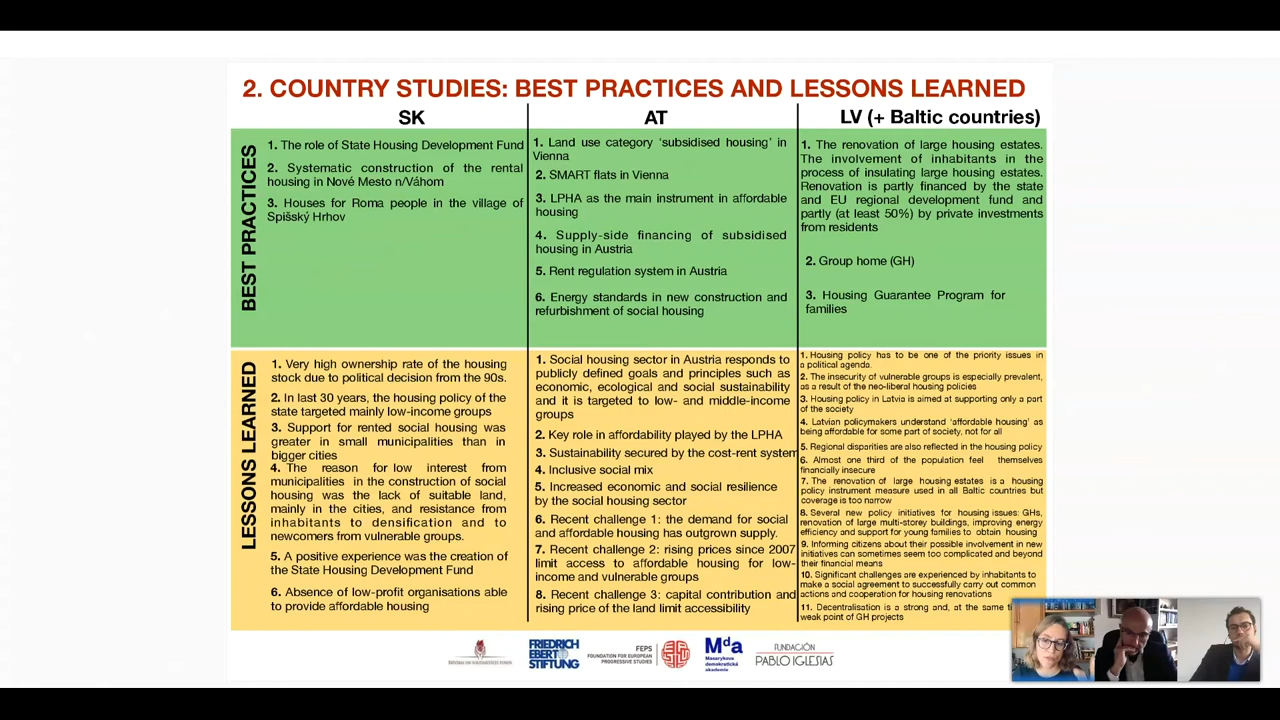 2. COUNTRY STUDIES: BEST PRACTICES AND LESSONS LEARNED
SK
AT
LV (+ Baltic countries)
BEST PRACTICES
1. The role of State Housing Development Fund
2. Systematic construction of the rental
housing in Nové Mesto n/Váhom
3. Houses for Roma people in the village of
Spišský Hrhov
1. Land use category ‘subsidised housing’ in
Vienna
2. SMART flats in Vienna
3. LPHA as the main instrument in affordable
housing
4. Supply-side financing of subsidised
housing in Austria
5. Rent regulation system in Austria
6. Energy standards in new construction and
refurbishment of social housing
1. The renovation of large housing estates.
The involvement of inhabitants in the
process of insulating large housing estates.
Renovation is partly financed by the state
and EU regional development fund and
partly (at least 50%) by private investments
from residents
2. Group home (GH)
3. Housing Guarantee Program for
families
LESSONS LEARNED
1. Very high ownership rate of the housing
stock due to political decision from the 90s.
2. In last 30 years, the housing policy of the
state targeted mainly low-income groups
3. Support for rented social housing was
greater in small municipalities than in
bigger cities
4. The reason for low interest from
municipalities in the construction of social
housing was the lack of suitable land,
mainly in the cities, and resistance from
inhabitants to densification and to
newcomers from vulnerable groups.
5. A positive experience was the creation of
the State Housing Development Fund
6. Absence of low-profit organisations able
to provide affordable housing
1. Social housing sector in Austria responds to
publicly defined goals and principles such as
economic, ecological and social sustainability
and it is targeted to low- and middle-income
groups
2. Key role in affordability played by the LPHA
3. Sustainability secured by the cost-rent system
4. Inclusive social mix
5. Increased economic and social resilience
by the social housing sector
6. Recent challenge 1: the demand for social
and affordable housing has outgrown supply.
7. Recent challenge 2: rising prices since 2007
limit access to affordable housing for low-
income and vulnerable groups
8. Recent challenge 3: capital contribution and
rising price of the land limit accessibility
1. Housing policy has to be one of the priority issues in
a political agenda.
2. The insecurity of vulnerable groups is especially prevalent,
as a result of the neo-liberal housing policies
3. Housing policy in Latvia is aimed at supporting only a part
of the society
4. Latvian policymakers understand ‘affordable housing’ as
being affordable for some part of society, not for all
5. Regional disparities are also reflected in the housing policy
6. Almost one third of the population feel themselves
financially insecure
7. The renovation of large housing estates is a housing
policy instrument measure used in all Baltic countries but
coverage is too narrow
8. Several new policy initiatives for housing issues: GHs,
renovation of large multi-storey buildings, improving energy
efficiency and support for young families to obtain housing
9. Informing citizens about their possible involvement in new
initiatives can sometimes seem too complicated and beyond
their financial means
10. Significant challenges are experienced by inhabitants to
make a social agreement to successfully carry out common
actions and cooperation for housing renovations
11. Decentralisation is a strong and, at the same
weak point of GH projects
FRIEDRICH
EBERT
STIFTUNG
FEPS
FOUNDATION FOR EUROPEAN
PROGRESSIVE STUDIES
Mda
Masarykova
demokratická
akademie
FUNDACIÓN
PABLO IGLESIAS